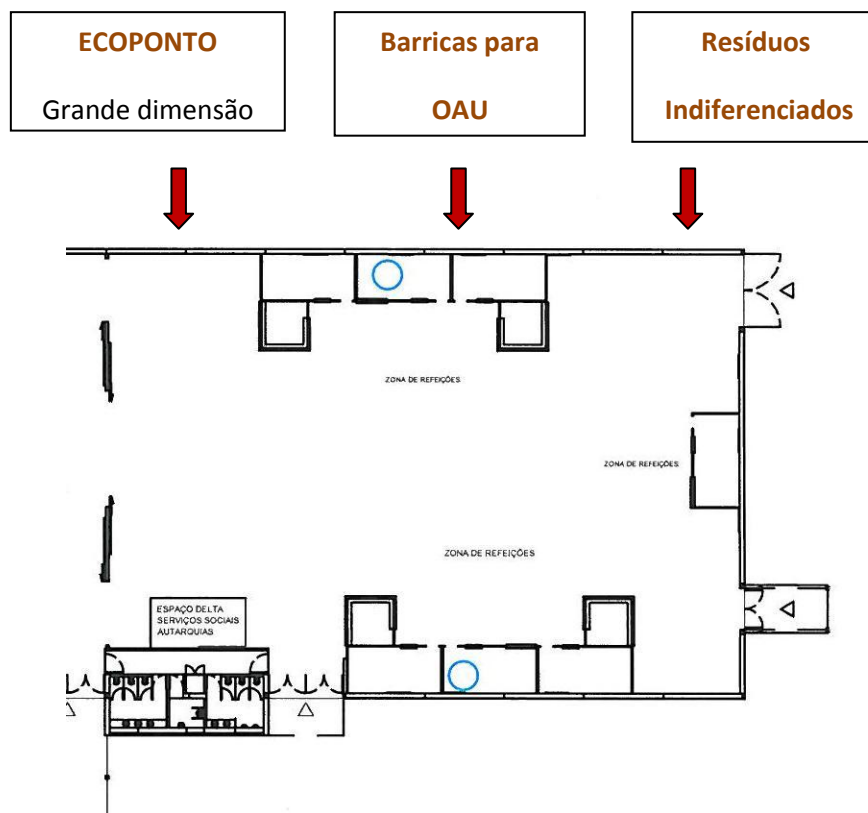 ECOPONTO
Grande dimensão
Barricas para
OAU
Resíduos
Indiferenciados
ZONA DE REFEIÇÕES
ZONA DE REFEIÇÕES
ZONA DE REFEIÇÕES
ESPAÇO DELTA
SERVIÇOS SOCIAIS
AUTARQUIAS